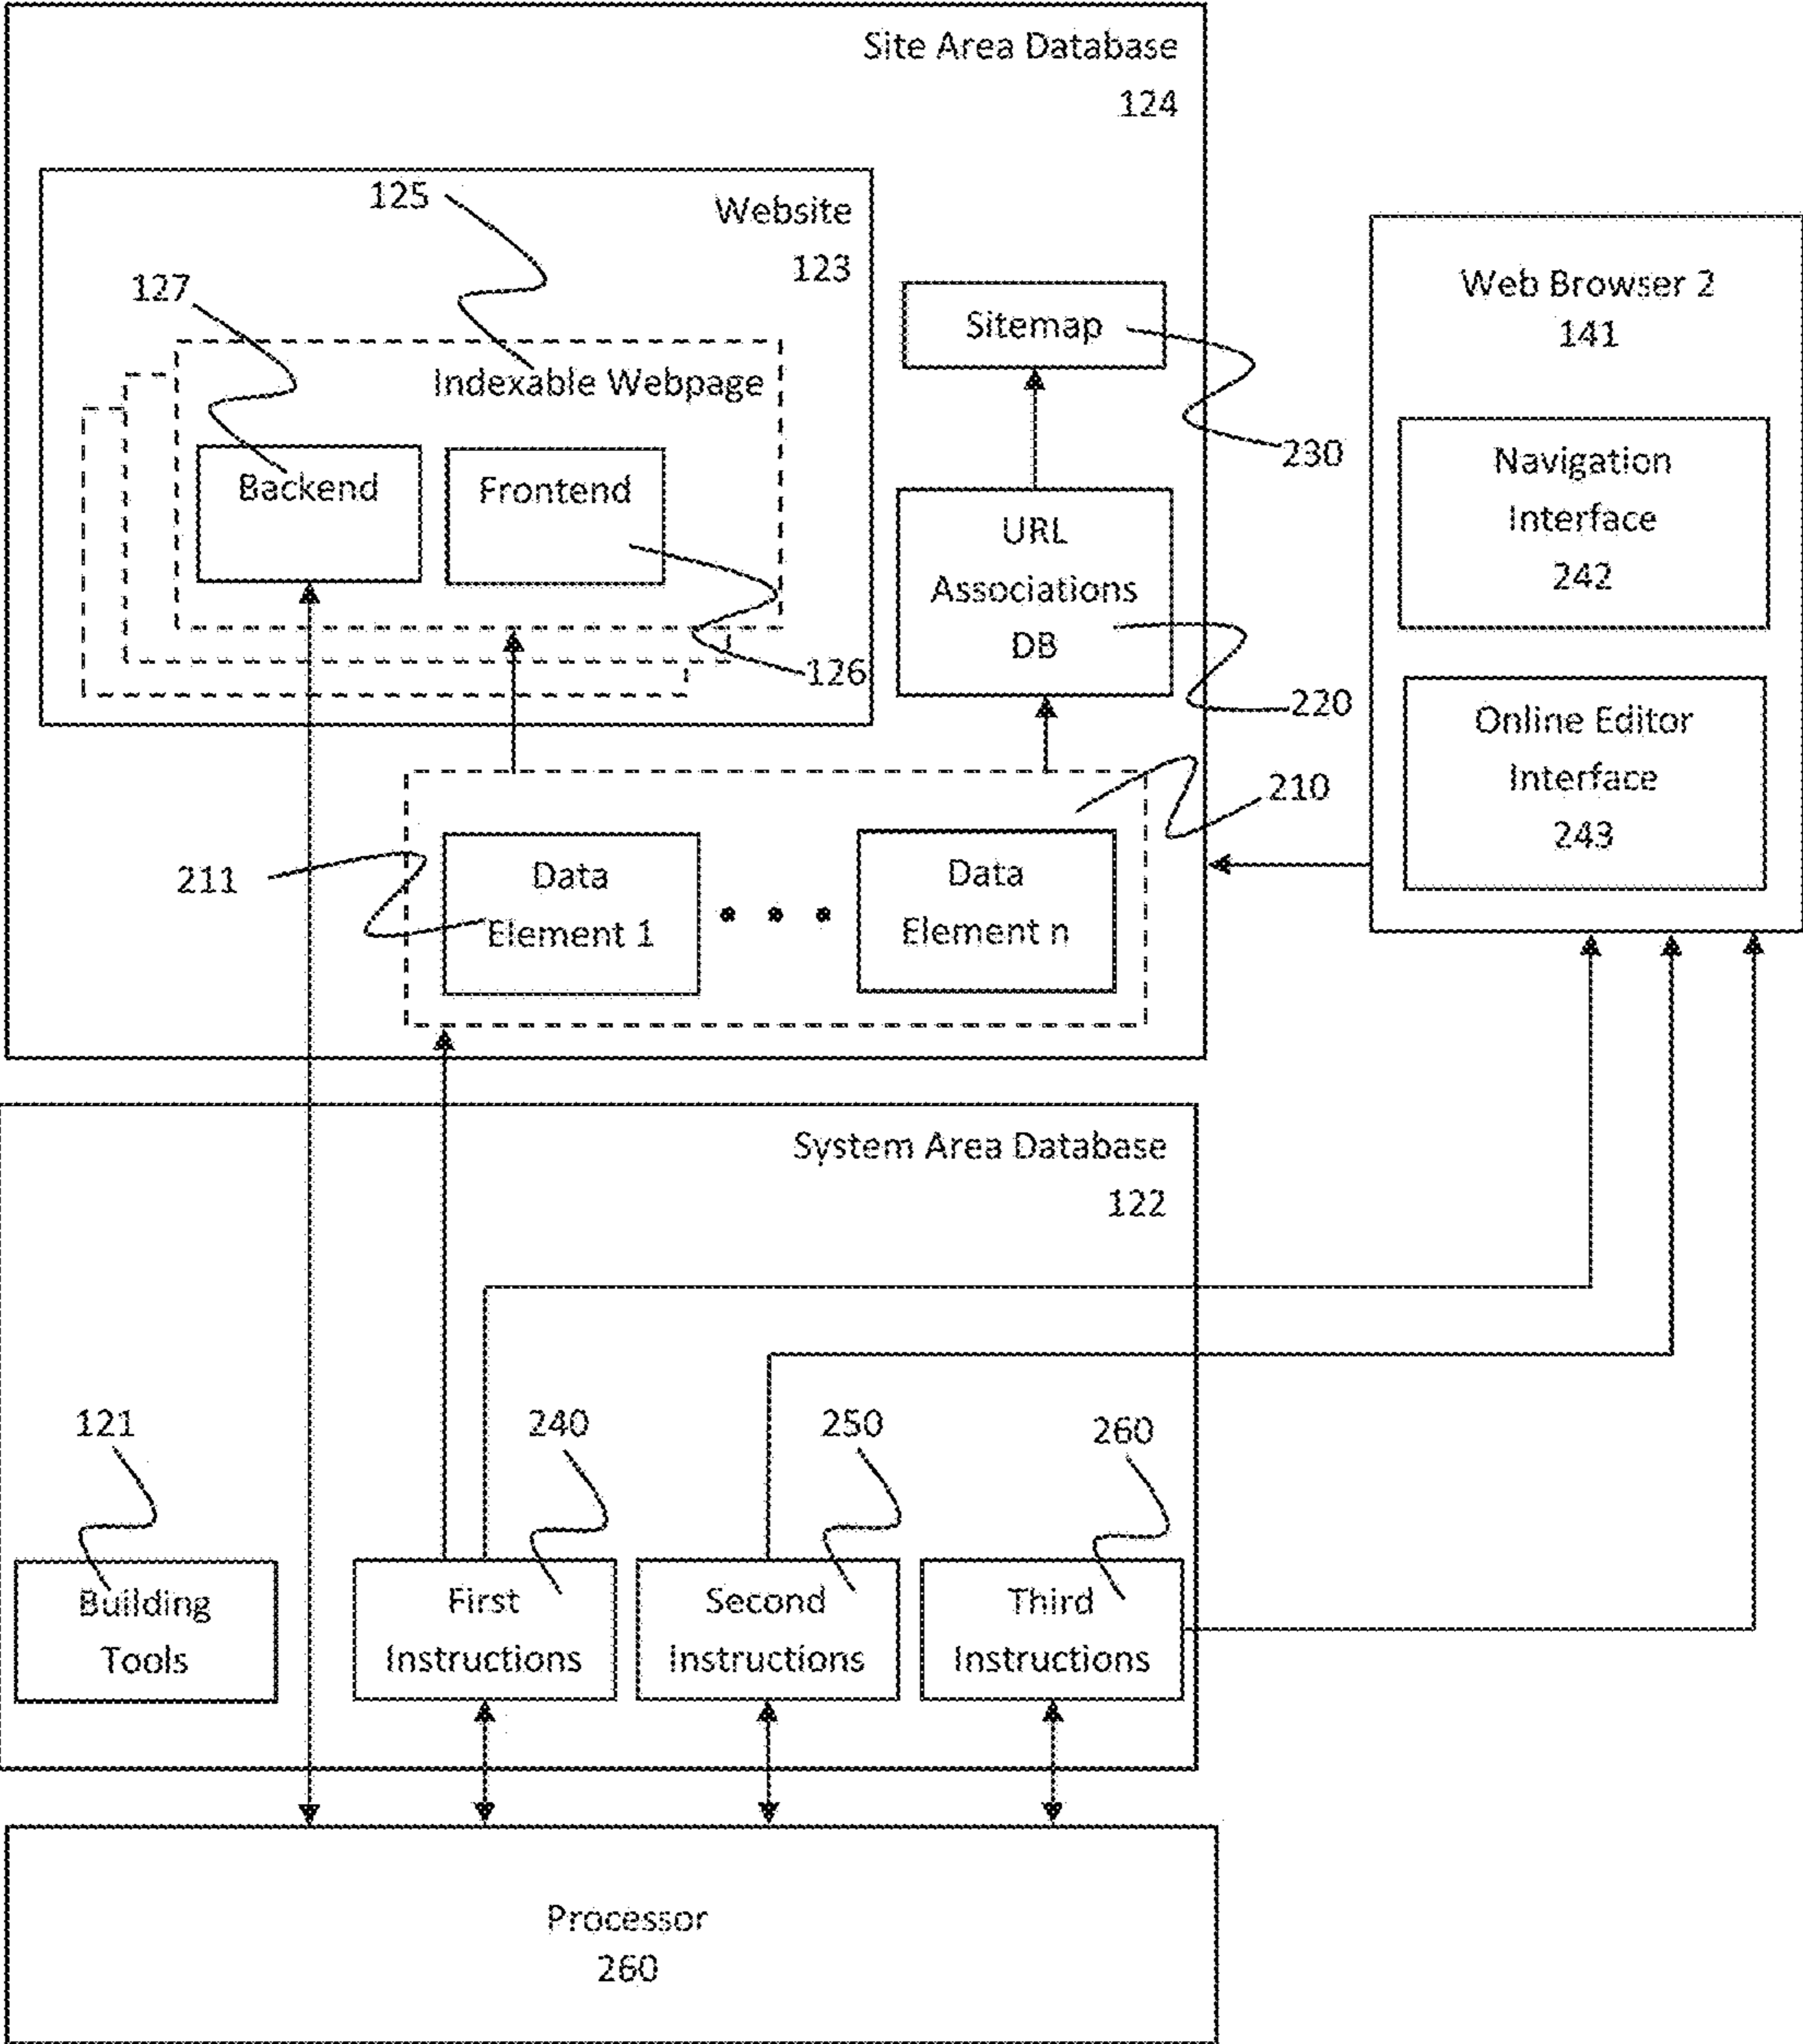 Site Area Database
124
125
Website
123
127
Indexable Webpage
Backend
Frontend
126
Sitemap
230
URL
Associations
DB
220
Web Browser 2
141
Navigation
Interface
242
Online Editor
Interface
243
210
211
Data
Element 1
Data
Element n
System Area Database
122
121
240
250
260
Building
Tools
First
Instructions
Second
Instructions
Third
Instructions
Processor
260